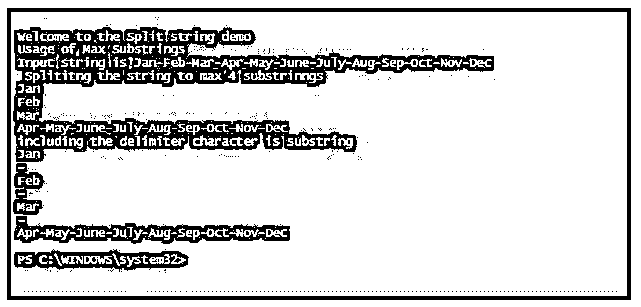 Welcome to the Split string demo
Usage of Max Substrings
Input string is Jan-Feb-Mar-Apr-May-June-July-Aug-Sep-Oct-Nov-Dec
Splititng the string to max 4 substrinngs
Jan
Feb
Mar
Apr-May-June-July-Aug-Sep-Oct-Nov-Dec
including the delimiter character is substring
Jan
-
Feb
-
Mar
-
Apr-May-June-July-Aug-Sep-Oct-Nov-Dec
PS C:\WINDOWS\system32>